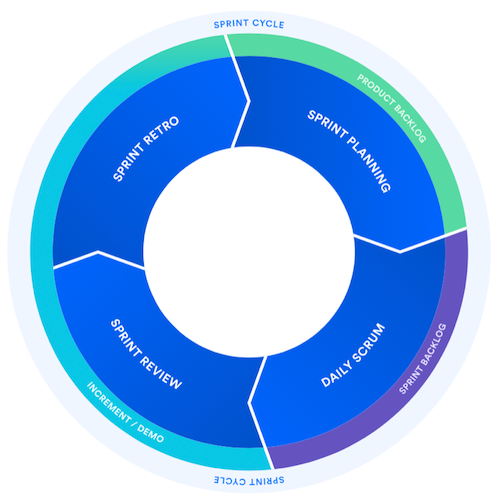 SPRINT CYCLE
PRODUCT BACKLOG
SPRINT PLANNING
SPRINT BACKLOG
DAILY SCRUM
SPRINT CYCLE
INCREMENT / DEMO
SPRINT REVIEW
SPRINT RETRO